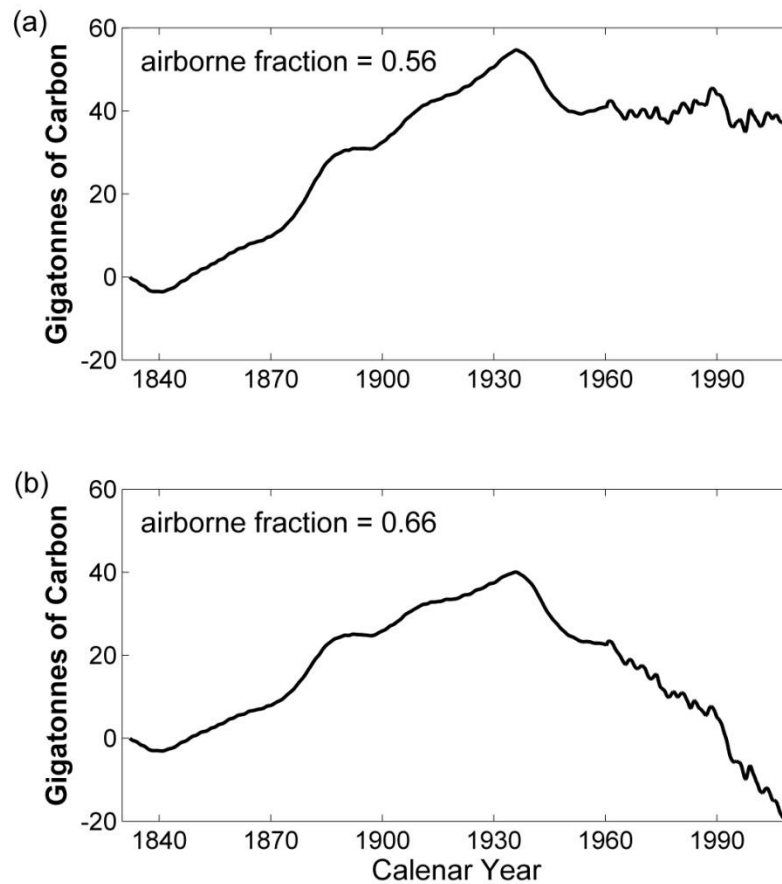 (a)
60
airborne fraction = 0.56
40
20
0
-20
Gigatonnes of Carbon
1840 1870 1900 1930 1960 1990
(b)
60
airborne fraction = 0.66
40
20
0
-20
Gigatonnes of Carbon
1840 1870 1900 1930 1960 1990
Calenar Year